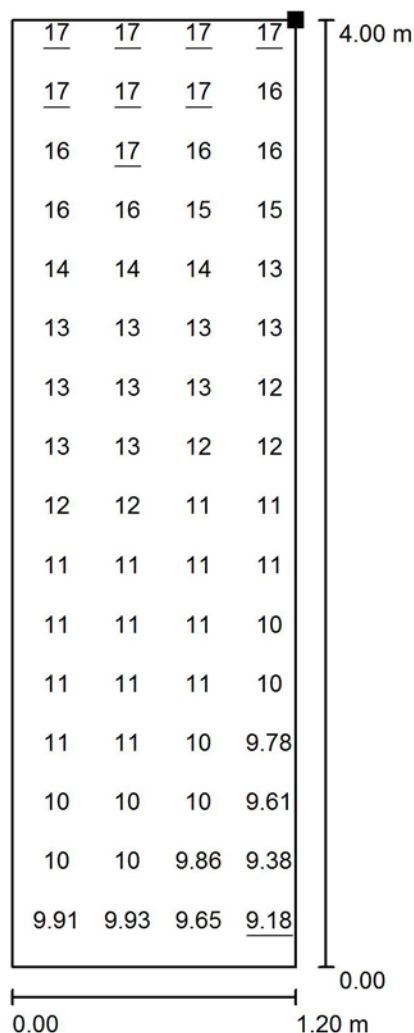 17 17 17 17 4.00 m
17 17 17 16
16 17 16 16
16 16 15 15
14 14 14 13
13 13 13 13
13 13 13 12
13 13 12 12
12 12 11 11
11 11 11 11
11 11 11 10
11 11 11 10
11 11 10 9.78
10 10 10 9.61
10 10 9.86 9.38
9.91 9.93 9.65 9.18
0.00
0.00 1.20 m